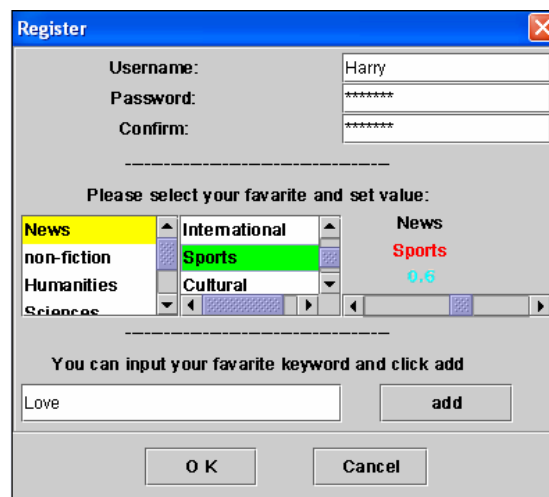 Register
Username: Harry
Password: *******
Confirm: *******
Please select your favarite and set value:
News International News
non-fiction Sports Sports
Humanities Cultural 0.6
Sciences
You can input your favarite keyword and click add
Love add
O K Cancel